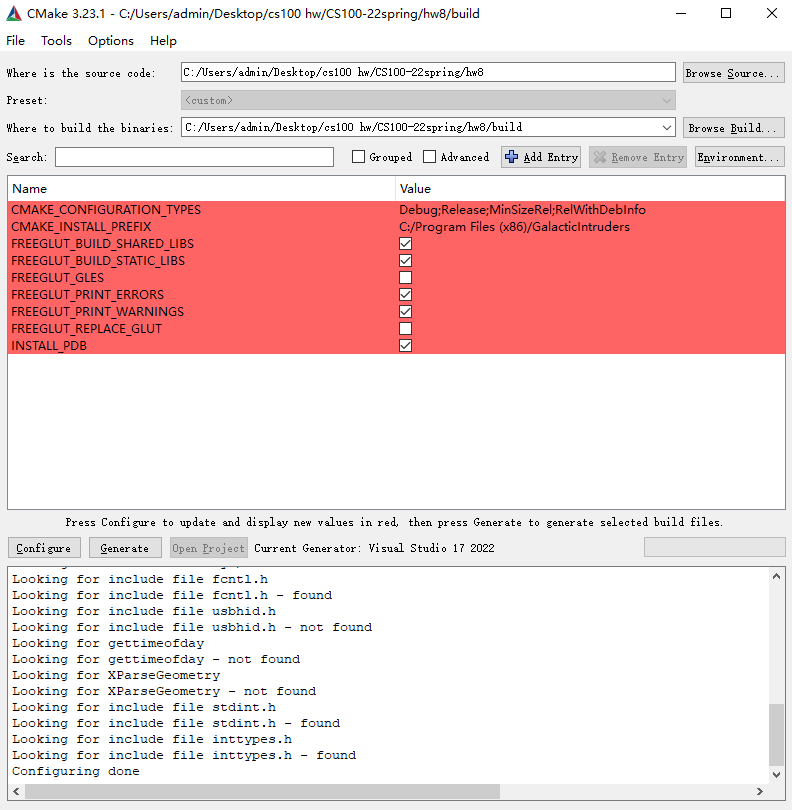 CMake 3.23.1 - C:/Users/admin/Desktop/cs100 hw/CS100-22spring/hw8/build
File Tools Options Help
Where is the source code: C:/Users/admin/Desktop/cs100 hw/CS100-22spring/hw8 Browse Source...
Preset: <custom>
Where to build the binaries: C:/Users/admin/Desktop/cs100 hw/CS100-22spring/hw8/build Browse Build...
Search: Grouped Advanced Add Entry Remove Entry Environment...
Name Value
CMAKE_CONFIGURATION_TYPES Debug;Release;MinSizeRel;RelWithDebInfo
CMAKE_INSTALL_PREFIX C:/Program Files (x86)/GalacticIntruders
FREEGLUT_BUILD_SHARED_LIBS
FREEGLUT_BUILD_STATIC_LIBS
FREEGLUT_GLES
FREEGLUT_PRINT_ERRORS
FREEGLUT_PRINT_WARNINGS
FREEGLUT_REPLACE_GLUT
INSTALL_PDB
Press Configure to update and display new values in red, then press Generate to generate selected build files.
Configure Generate Open Project Current Generator: Visual Studio 17 2022
Looking for include file fcntl.h
Looking for include file fcntl.h - found
Looking for include file usbhid.h
Looking for include file usbhid.h - not found
Looking for gettimeofday
Looking for gettimeofday - not found
Looking for XParseGeometry
Looking for XParseGeometry - not found
Looking for include file stdint.h
Looking for include file stdint.h - found
Looking for include file inttypes.h
Looking for include file inttypes.h - found
Configuring done